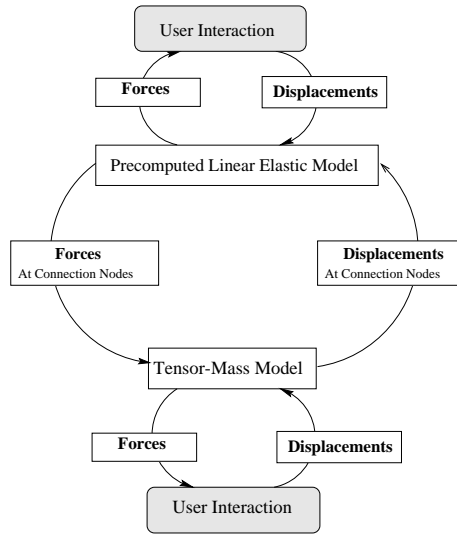 User Interaction
Forces
Displacements
Precomputed Linear Elastic Model
Forces
At Connection Nodes
Displacements
At Connection Nodes
Tensor-Mass Model
Forces
Displacements
User Interaction